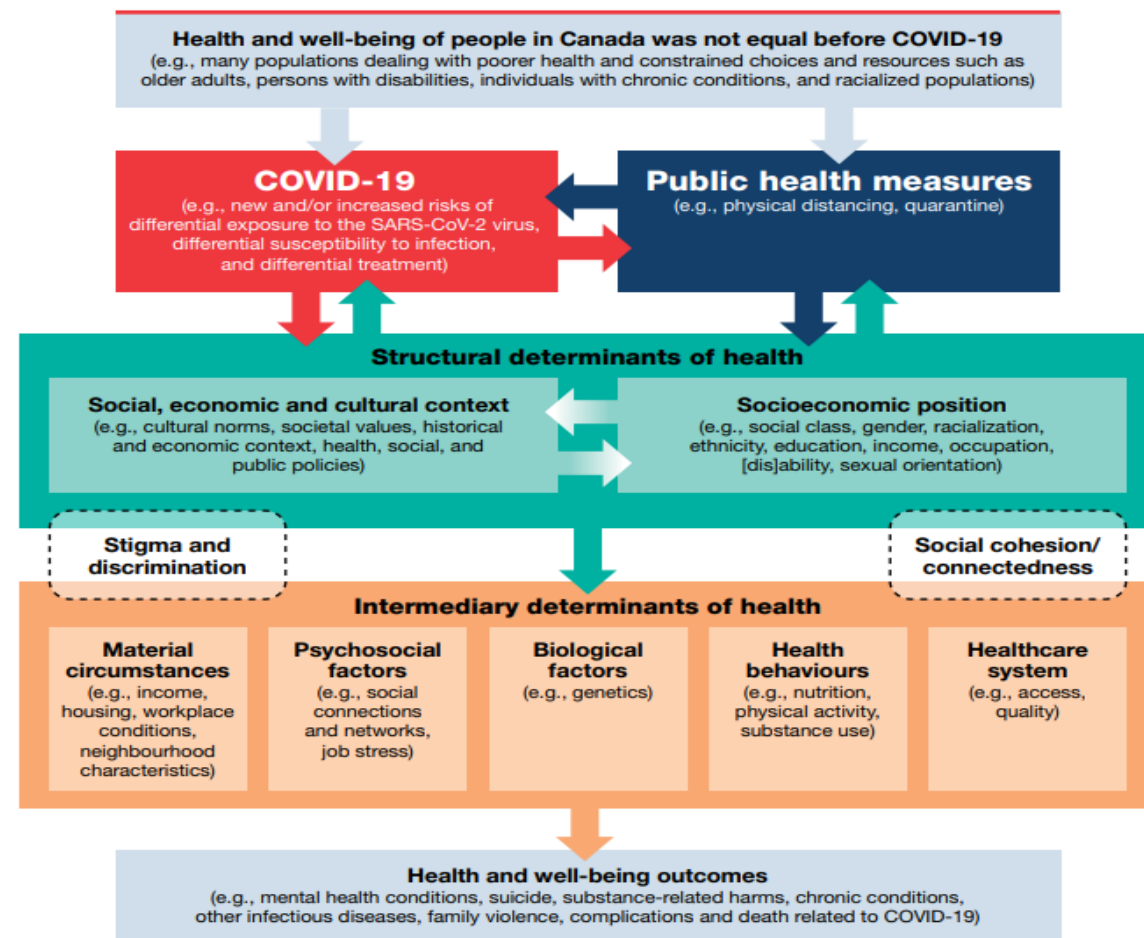 Health and well-being of people in Canada was not equal before COVID-19
(e.g., many populations dealing with poorer health and constrained choices and resources such as
older adults, persons with disabilities, individuals with chronic conditions, and racialized populations)
COVID-19
(e.g., new and/or increased risks of
differential exposure to the SARS-CoV-2 virus,
differential susceptibility to infection,
and differential treatment)
Public health measures
(e.g., physical distancing, quarantine)
Structural determinants of health
Social, economic and cultural context
(e.g., cultural norms, societal values, historical
and economic context, health, social, and
public policies)
Socioeconomic position
(e.g., social class, gender, racialization,
ethnicity, education, income, occupation,
[dis]ability, sexual orientation)
Stigma and
discrimination
Social cohesion/
connectedness
Intermediary determinants of health
Material
circumstances
(e.g., income,
housing, workplace
conditions,
neighbourhood
characteristics)
Psychosocial
factors
(e.g., social
connections
and networks,
job stress)
Biological
factors
(e.g., genetics)
Health
behaviours
(e.g., nutrition,
physical activity,
substance use)
Healthcare
system
(e.g., access,
quality)
Health and well-being outcomes
(e.g., mental health conditions, suicide, substance-related harms, chronic conditions,
other infectious diseases, family violence, complications and death related to COVID-19)